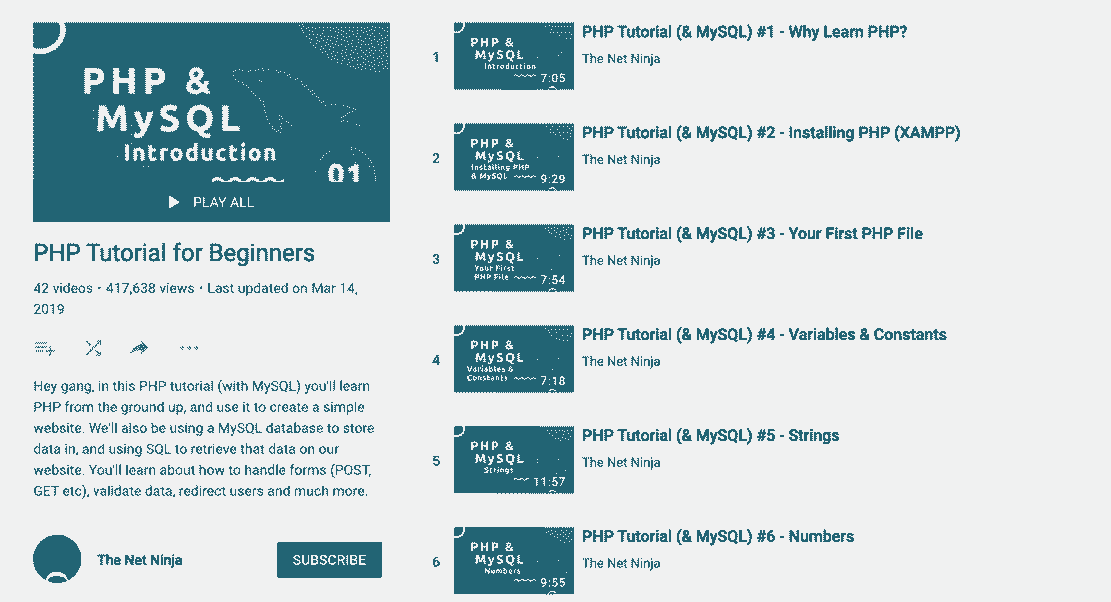 PHP &
MySQL
Introduction
01
PLAY ALL
PHP Tutorial for Beginners
42 videos • 417,638 views • Last updated on Mar 14,
2019
Hey gang, in this PHP tutorial (with MySQL) you'll learn
PHP from the ground up, and use it to create a simple
website. We'll also be using a MySQL database to store
data in, and using SQL to retrieve that data on our
website. You'll learn about how to handle forms (POST,
GET etc), validate data, redirect users and much more.
The Net Ninja
SUBSCRIBE
1
PHP &
MySQL
Introduction
7:05
PHP Tutorial (& MySQL) #1 - Why Learn PHP?
The Net Ninja
2
PHP &
MySQL
Installing PHP
& MySQL
9:29
PHP Tutorial (& MySQL) #2 - Installing PHP (XAMPP)
The Net Ninja
3
PHP &
MySQL
Your First
PHP File
7:54
PHP Tutorial (& MySQL) #3 - Your First PHP File
The Net Ninja
4
PHP &
MySQL
Variables &
Constants
7:18
PHP Tutorial (& MySQL) #4 - Variables & Constants
The Net Ninja
5
PHP &
MySQL
Strings
11:57
PHP Tutorial (& MySQL) #5 - Strings
The Net Ninja
6
PHP &
MySQL
Numbers
9:55
PHP Tutorial (& MySQL) #6 - Numbers
The Net Ninja